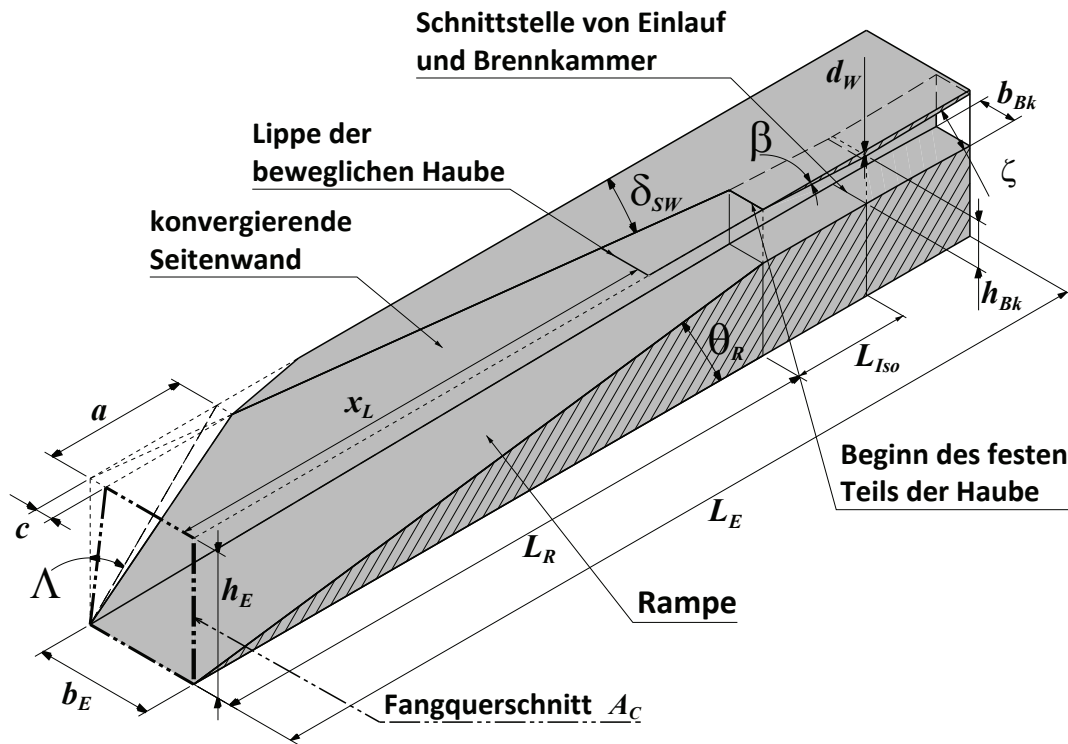 Schnittstelle von Einlauf
und Brennkammer
d_W
b_Bk
Lippe der
beweglichen Haube
β
ζ
δ_SW
konvergierende
Seitenwand
h_Bk
θ_R
L_Iso
a
x_L
Beginn des festen
Teils der Haube
c
L_E
L_R
Λ
h_E
Rampe
b_E
Fangquerschnitt A_C